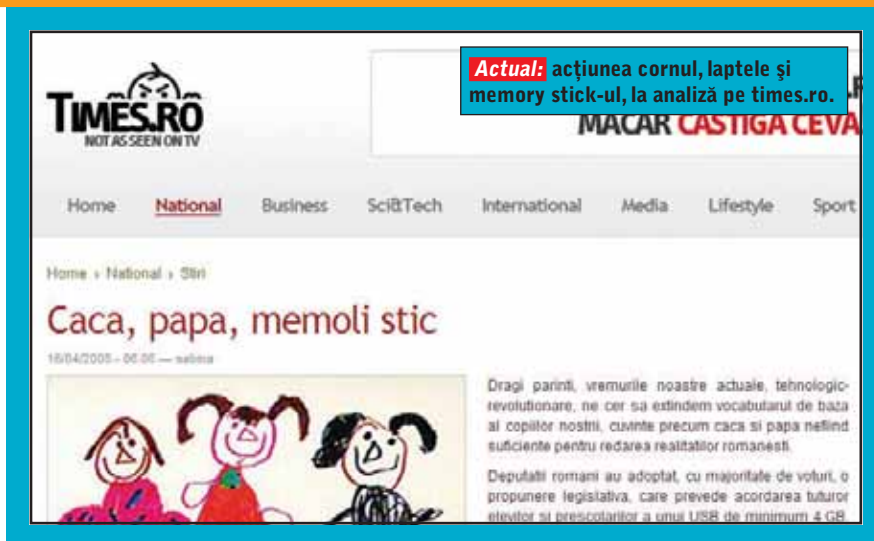 Actual: acțiunea cornul, laptele și
memory stick-ul, la analiză pe times.ro.
TIMES.RO
NOT AS SEEN ON TV
MACAR CASTIGA CEVA
Home National Business Sci&Tech International Media Lifestyle Sport
Home › National › Stiri
Caca, papa, memoli stic
Dragi parinti, vremurile noastre actuale, tehnologic-
revolutionare, ne cer sa extindem vocabularul de baza
al copiilor nostri, cuvinte precum caca si papa nefiind
suficiente pentru redarea realitatilor romanesti.
Deputatii romani au adoptat, cu majoritate de voturi, o
propunere legislativa, care prevede acordarea tuturor
elevilor si prescolarilor a unui USB de minimum 4 GB.